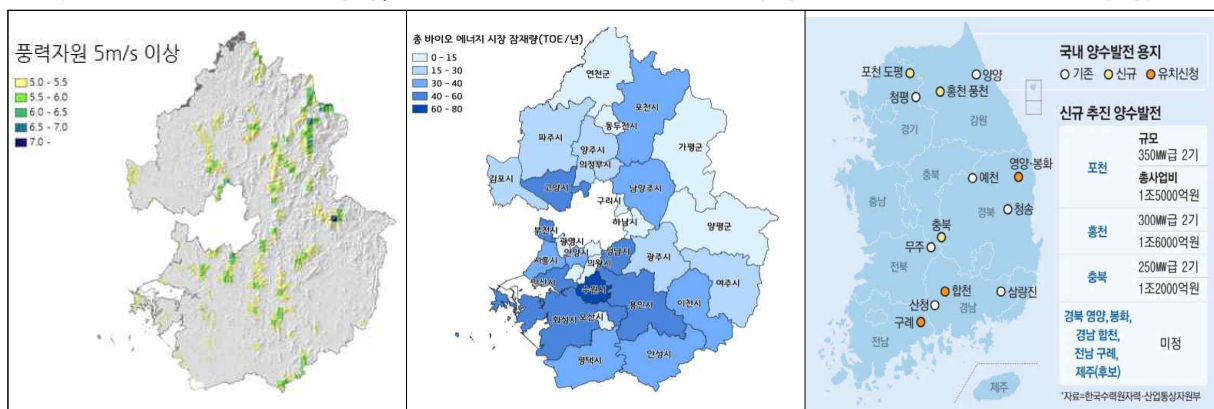 풍력자원 5m/s 이상
5.0 - 5.5
5.5 - 6.0
6.0 - 6.5
6.5 - 7.0
7.0 -
총 바이오 에너지 시장 잠재량(TOE/년)
0 - 15
15 - 30
30 - 40
40 - 60
60 - 80
연천군
포천시
동두천시
파주시
양주시
가평군
의정부시
김포시
고양시
남양주시
구리시
하남시
양평군
부천시
광명시
안양시
성남시
시흥시
의왕시
광주시
안산시
수원시
여주시
용인시
이천시
화성시
오산시
평택시
안성시
국내 양수발전 용지
기존
신규
유치신청
포천 도평
양양
청평
홍천 풍천
경기
강원
영양·봉화
충북
예천
충남
경북
청송
충북
무주
전북
합천
삼랑진
산청
경남
구례
전남
제주
신규 추진 양수발전
포천
규모
350㎿급 2기
총사업비
1조5000억원
홍천
300㎿급 2기
1조6000억원
충북
250㎿급 2기
1조2000억원
경북 영양, 봉화,
경남 합천,
전남 구례,
제주(후보)
미정
*자료=한국수력원자력·산업통상자원부